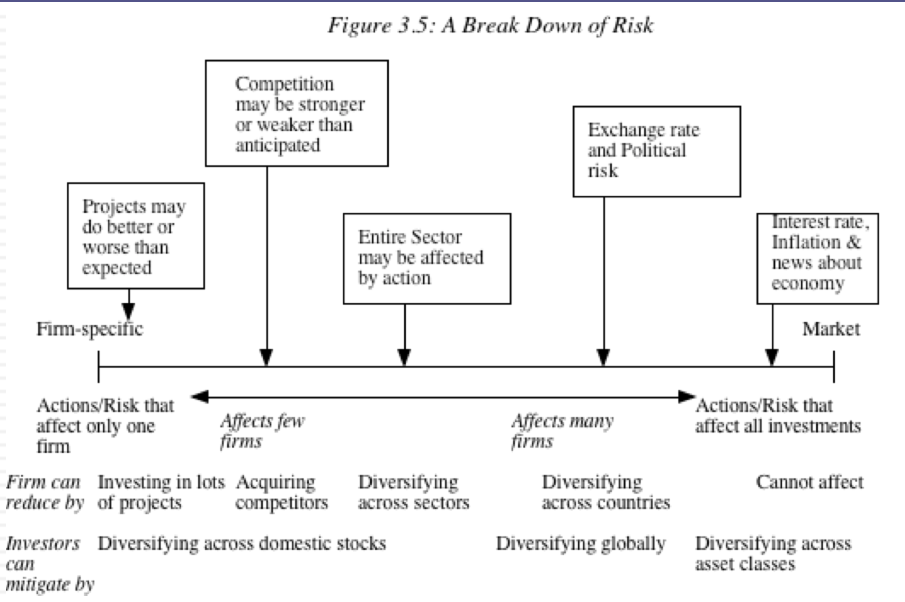 Figure 3.5: A Break Down of Risk
Competition
may be stronger
or weaker than
anticipated
Exchange rate
and Political
risk
Projects may
do better or
worse than
expected
Entire Sector
may be affected
by action
Interest rate,
Inflation &
news about
economy
Firm-specific
Market
Actions/Risk that
affect only one
firm
Affects few
firms
Affects many
firms
Actions/Risk that
affect all investments
Firm can
reduce by
Investing in lots
of projects
Acquiring
competitors
Diversifying
across sectors
Diversifying
across countries
Cannot affect
Investors
can
mitigate by
Diversifying across domestic stocks
Diversifying globally
Diversifying across
asset classes